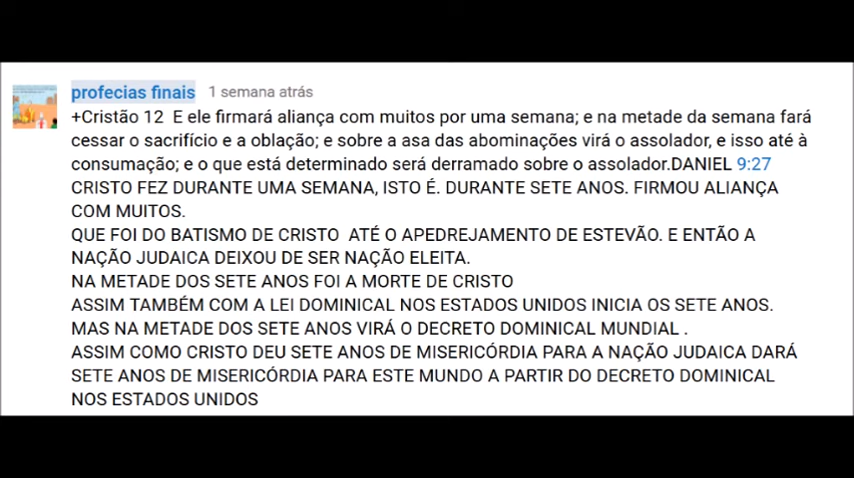 profecias finais 1 semana atrás
+Cristão 12 E ele firmará aliança com muitos por uma semana; e na metade da semana fará
cessar o sacrifício e a oblação; e sobre a asa das abominações virá o assolador, e isso até à
consumação; e o que está determinado será derramado sobre o assolador.DANIEL 9:27
CRISTO FEZ DURANTE UMA SEMANA, ISTO É. DURANTE SETE ANOS. FIRMOU ALIANÇA
COM MUITOS.
QUE FOI DO BATISMO DE CRISTO ATÉ O APEDREJAMENTO DE ESTEVÃO. E ENTÃO A
NAÇÃO JUDAICA DEIXOU DE SER NAÇÃO ELEITA.
NA METADE DOS SETE ANOS FOI A MORTE DE CRISTO
ASSIM TAMBÉM COM A LEI DOMINICAL NOS ESTADOS UNIDOS INICIA OS SETE ANOS.
MAS NA METADE DOS SETE ANOS VIRÁ O DECRETO DOMINICAL MUNDIAL .
ASSIM COMO CRISTO DEU SETE ANOS DE MISERICÓRDIA PARA A NAÇÃO JUDAICA DARÁ
SETE ANOS DE MISERICÓRDIA PARA ESTE MUNDO A PARTIR DO DECRETO DOMINICAL
NOS ESTADOS UNIDOS